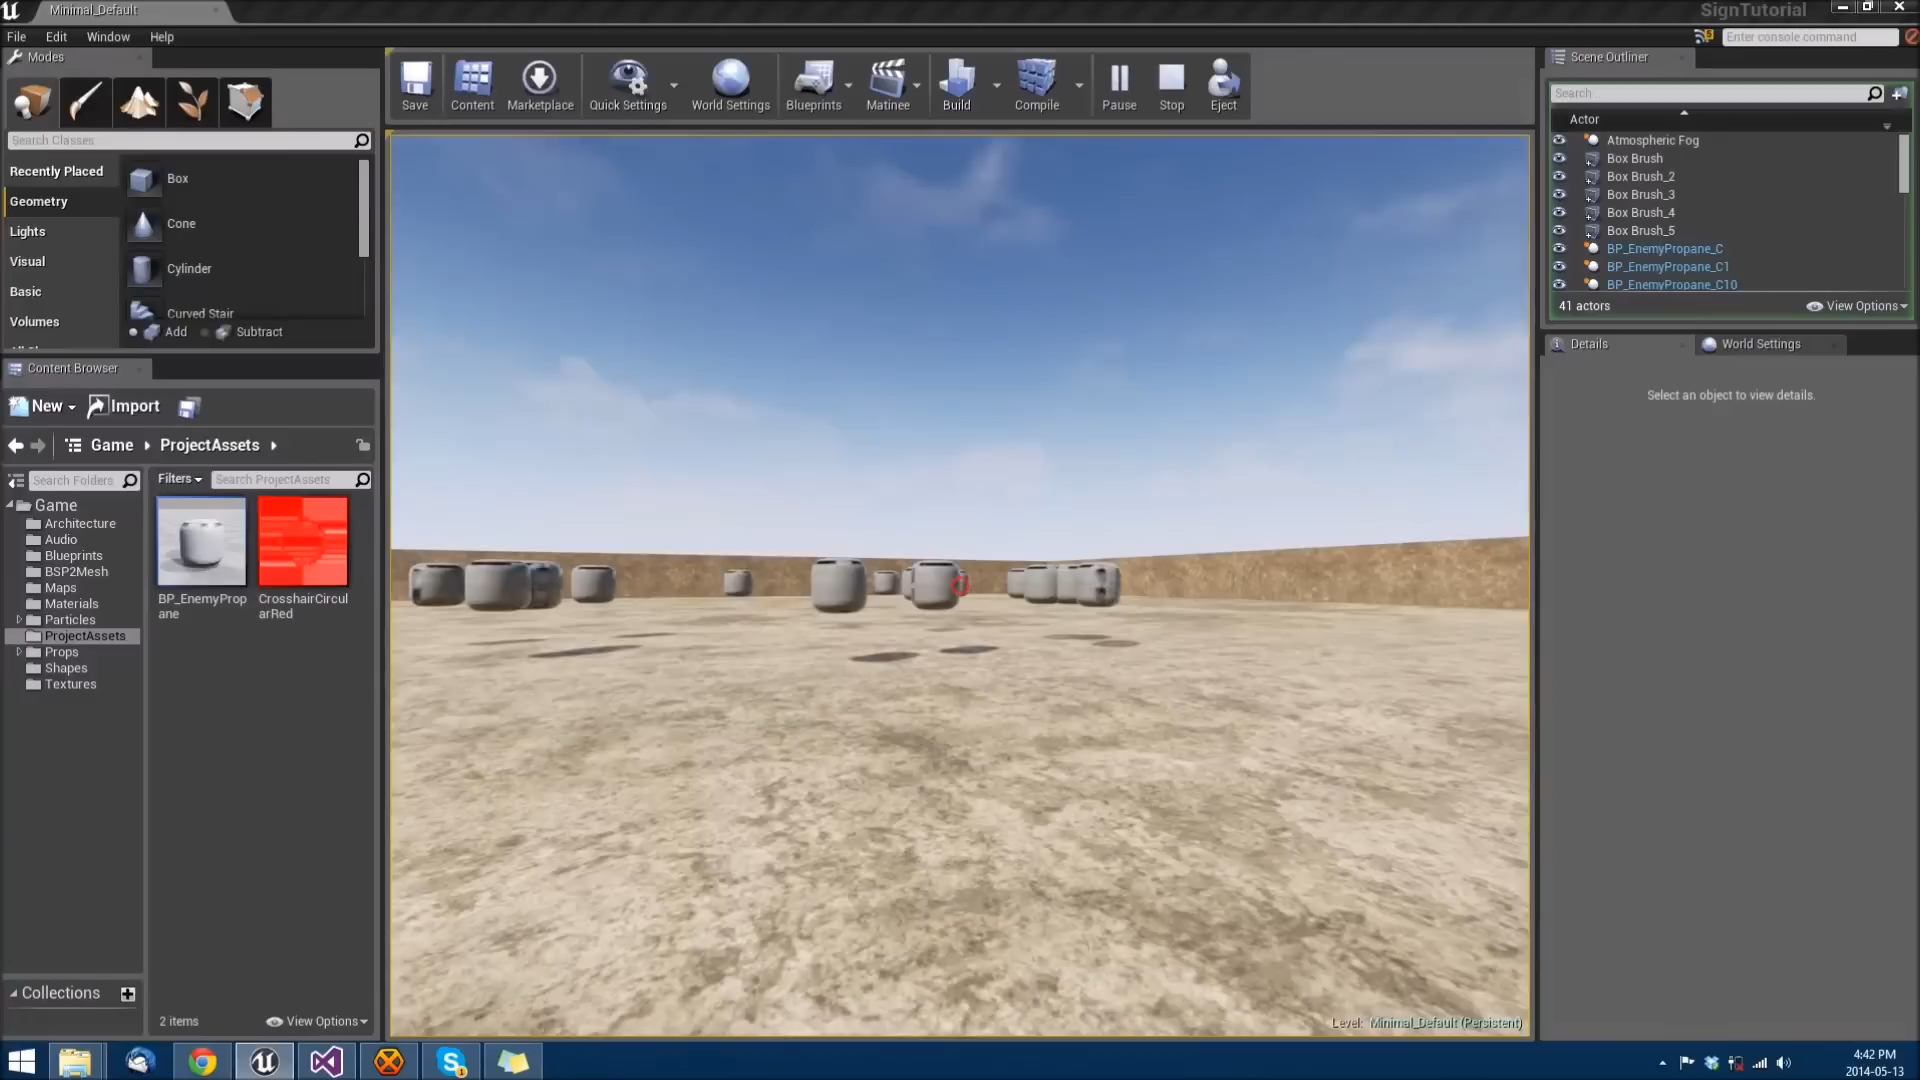 Minimal_Default
SignTutorial
File Edit Window Help
Enter console command
Modes
Save
Content
Marketplace
Quick Settings
World Settings
Blueprints
Matinee
Build
Compile
Pause
Stop
Eject
Scene Outliner
Search Classes
Search
Recently Placed
Geometry
Lights
Visual
Basic
Volumes
Box
Cone
Cylinder
Curved Stair
Add
Subtract
Actor
Atmospheric Fog
Box Brush
Box Brush_2
Box Brush_3
Box Brush_4
Box Brush_5
BP_EnemyPropane_C
BP_EnemyPropane_C1
BP_EnemyPropane_C10
41 actors
View Options
Details
World Settings
Select an object to view details.
Content Browser
New
Import
Game
ProjectAssets
Search Folders
Filters
Search ProjectAssets
Game
Architecture
Audio
Blueprints
BSP2Mesh
Maps
Materials
Particles
ProjectAssets
Props
Shapes
Textures
BP_EnemyProp
ane
CrosshairCircul
arRed
Collections
2 items
View Options
Level: Minimal_Default (Persistent)
4:42 PM
2014-05-13